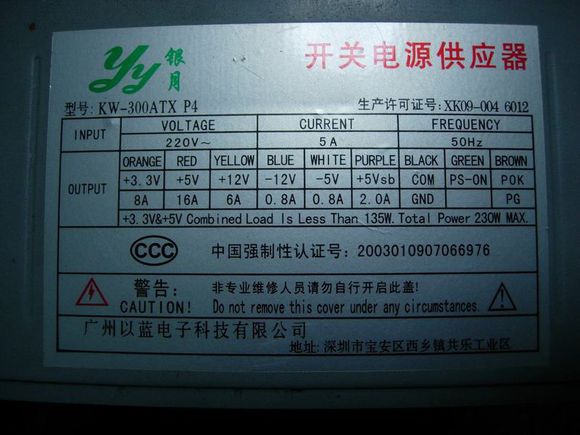 yy 银月
开关电源供应器
型号: KW-300ATX P4
生产许可证号: XK09-004 6012
INPUT VOLTAGE CURRENT FREQUENCY
220V~ 5A 50Hz
OUTPUT ORANGE RED YELLOW BLUE WHITE PURPLE BLACK GREEN BROWN
+3.3V +5V +12V -12V -5V +5Vsb COM PS-ON POK
8A 16A 6A 0.8A 0.8A 2.0A GND PG
+3.3V&+5V Combined Load Is Less Than 135W. Total Power 230W MAX.
CCC 中国强制性认证号: 2003010907066976
警告: 非专业维修人员请勿自行开启此盖!
CAUTION! Do not remove this cover under any circumstances.
广州以蓝电子科技有限公司
地址: 深圳市宝安区西乡镇共乐工业区